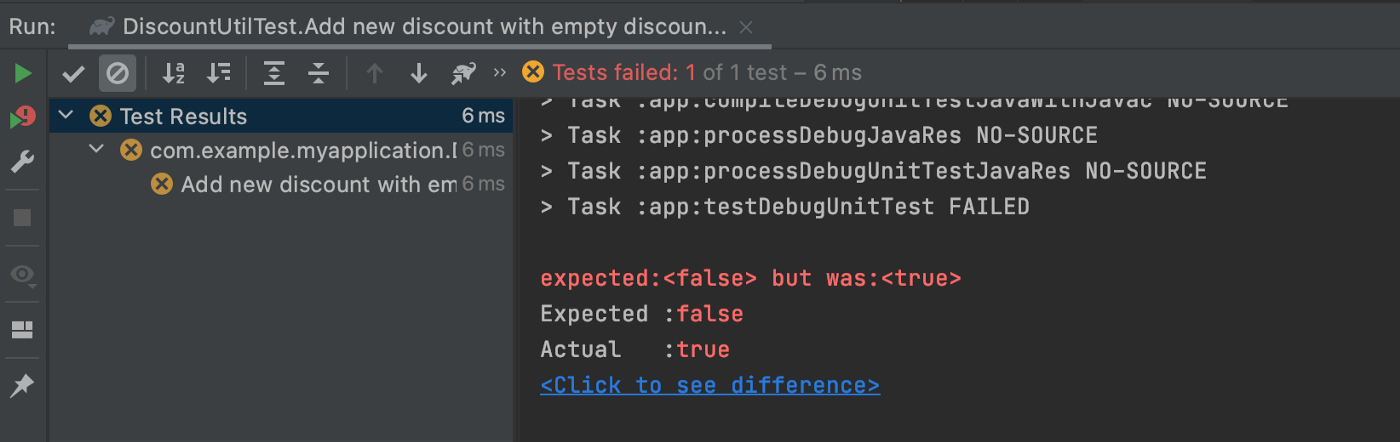 Run: DiscountUtilTest.Add new discount with empty discoun...
Tests failed: 1 of 1 test – 6 ms
Test Results 6 ms
com.example.myapplication. 6 ms
Add new discount with em 6 ms
> Task :app:compileDebugUnitTestJavaWithJavac NO-SOURCE
> Task :app:processDebugJavaRes NO-SOURCE
> Task :app:processDebugUnitTestJavaRes NO-SOURCE
> Task :app:testDebugUnitTest FAILED
expected:<false> but was:<true>
Expected :false
Actual   :true
<Click to see difference>